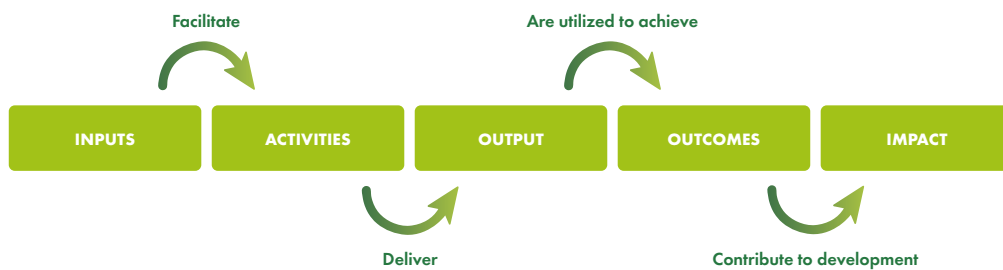 Facilitate
Are utilized to achieve
INPUTS
ACTIVITIES
OUTPUT
OUTCOMES
IMPACT
Deliver
Contribute to development